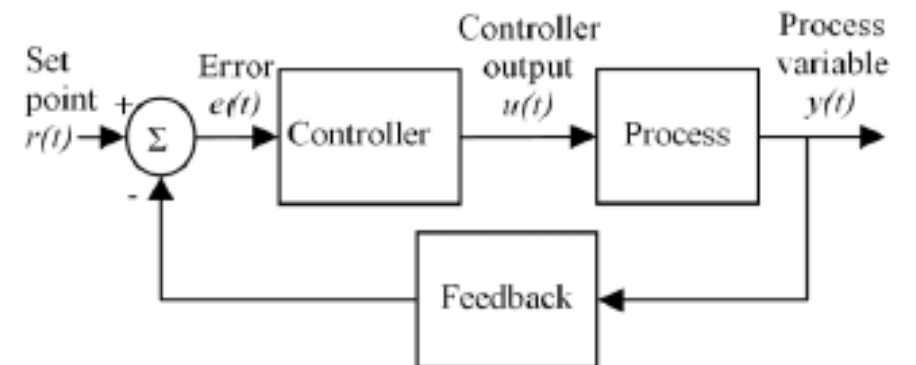 Set
point +
r(t)
Σ
-
Error
e(t)
Controller
Controller
output
u(t)
Process
Process
variable
y(t)
Feedback